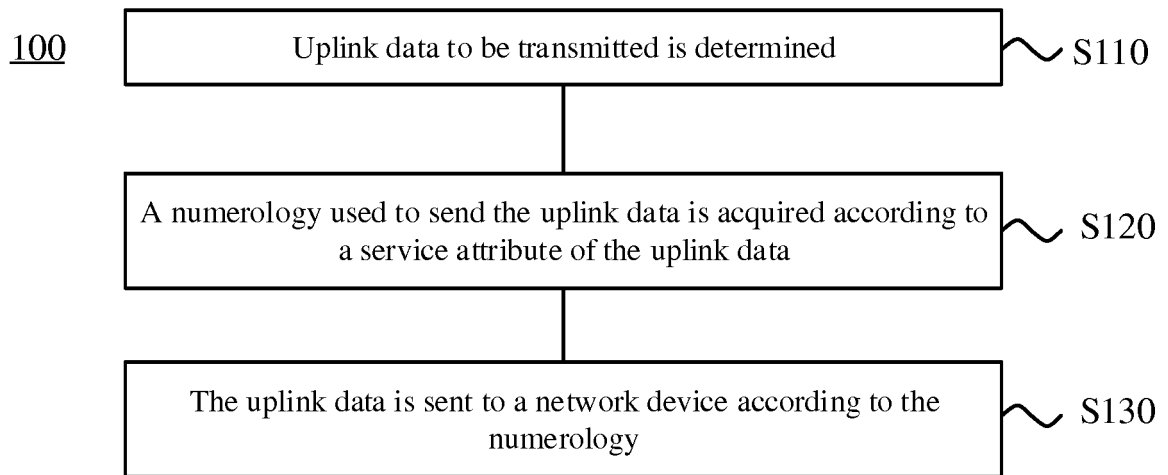 100
Uplink data to be transmitted is determined
S110
A numerology used to send the uplink data is acquired according to
a service attribute of the uplink data
S120
The uplink data is sent to a network device according to the
numerology
S130